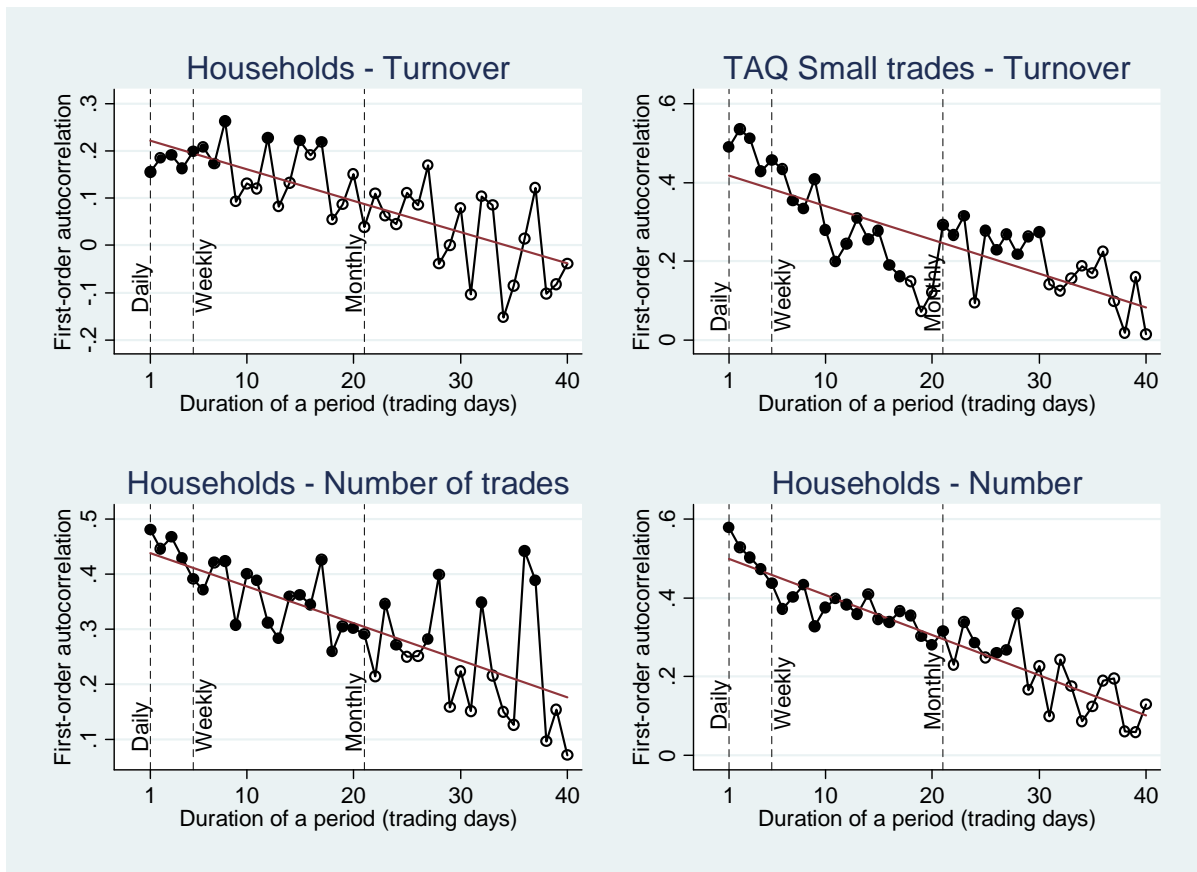 Households - Turnover
First-order autocorrelation
.3
.2
.1
0
-.1
-.2
Daily
Weekly
Monthly
1 10 20 30 40
Duration of a period (trading days)
TAQ Small trades - Turnover
First-order autocorrelation
.6
.4
.2
0
Daily
Weekly
Monthly
1 10 20 30 40
Duration of a period (trading days)
Households - Number of trades
First-order autocorrelation
.5
.4
.3
.2
.1
Daily
Weekly
Monthly
1 10 20 30 40
Duration of a period (trading days)
Households - Number
First-order autocorrelation
.6
.4
.2
0
Daily
Weekly
Monthly
1 10 20 30 40
Duration of a period (trading days)